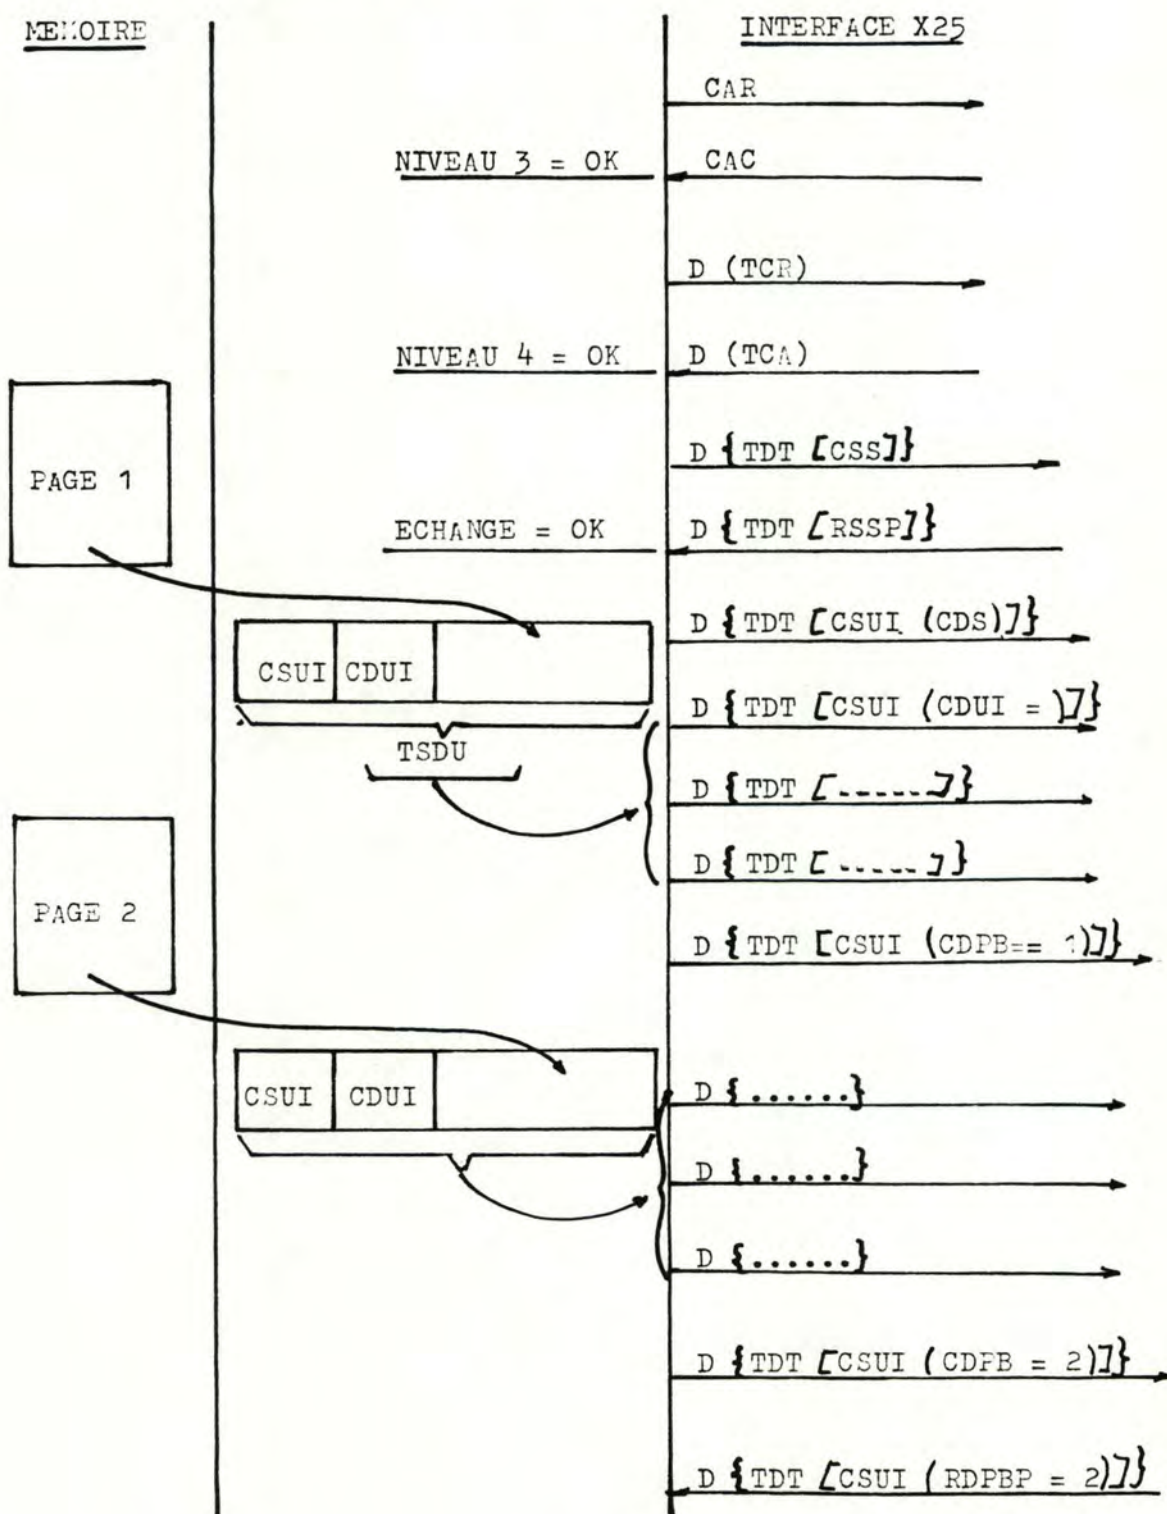 MEMOIRE
INTERFACE X25
CAR
NIVEAU 3 = OK
CAC
D (TCR)
NIVEAU 4 = OK
D (TCA)
PAGE 1
D {TDT [CSS]}
ECHANGE = OK
D {TDT [RSSP]}
CSUI CDUI
D {TDT [CSUI (CDS)]}
D {TDT [CSUI (CDUI = )]}
TSDU
D {TDT [------]}
D {TDT [-----]}
PAGE 2
D {TDT [CSUI (CDPB== 1)]}
CSUI CDUI
D {......}
D {......}
D {......}
D {TDT [CSUI (CDPB = 2)]}
D {TDT [CSUI (RDPBP = 2)]}